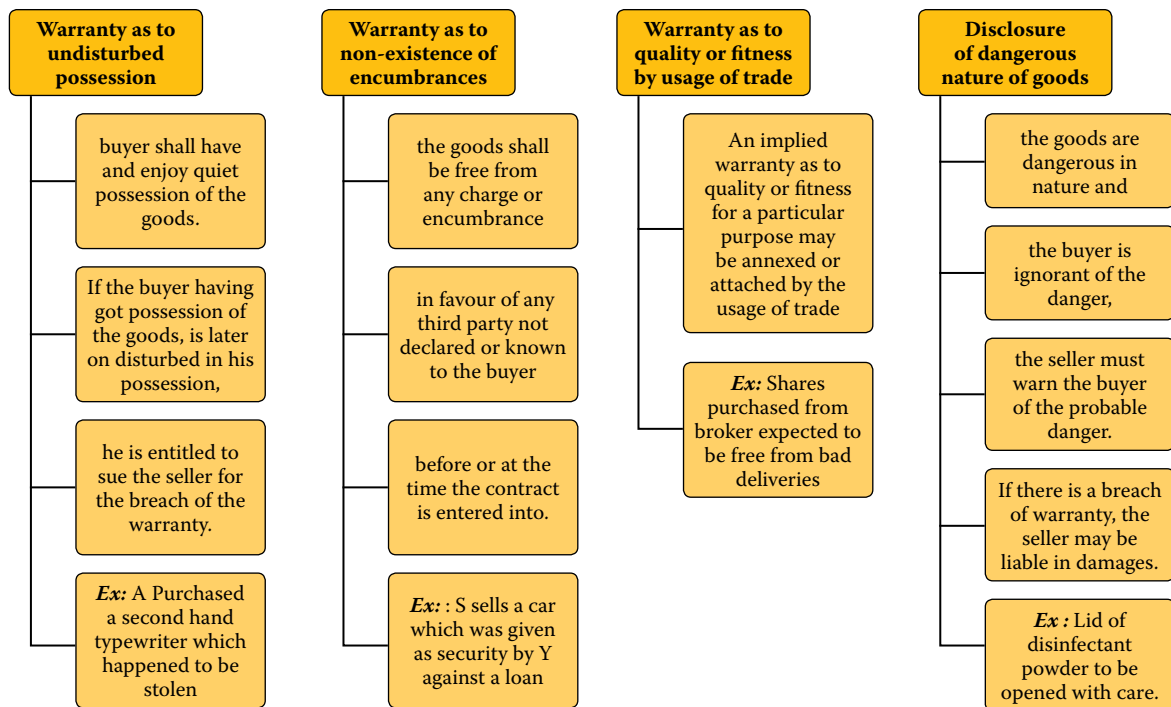 Warranty as to
undisturbed
possession
buyer shall have
and enjoy quiet
possession of the
goods.
If the buyer having
got possession of
the goods, is later
on disturbed in his
possession,
he is entitled to
sue the seller for
the breach of the
warranty.
Ex: A Purchased
a second hand
typewriter which
happened to be
stolen
Warranty as to
non-existence of
encumbrances
the goods shall
be free from
any charge or
encumbrance
in favour of any
third party not
declared or known
to the buyer
before or at the
time the contract
is entered into.
Ex: : S sells a car
which was given
as security by Y
against a loan
Warranty as to
quality or fitness
by usage of trade
An implied
warranty as to
quality or fitness
for a particular
purpose may
be annexed or
attached by the
usage of trade
Ex: Shares
purchased from
broker expected to
be free from bad
deliveries
Disclosure
of dangerous
nature of goods
the goods are
dangerous in
nature and
the buyer is
ignorant of the
danger,
the seller must
warn the buyer
of the probable
danger.
If there is a breach
of warranty, the
seller may be
liable in damages.
Ex : Lid of
disinfectant
powder to be
opened with care.